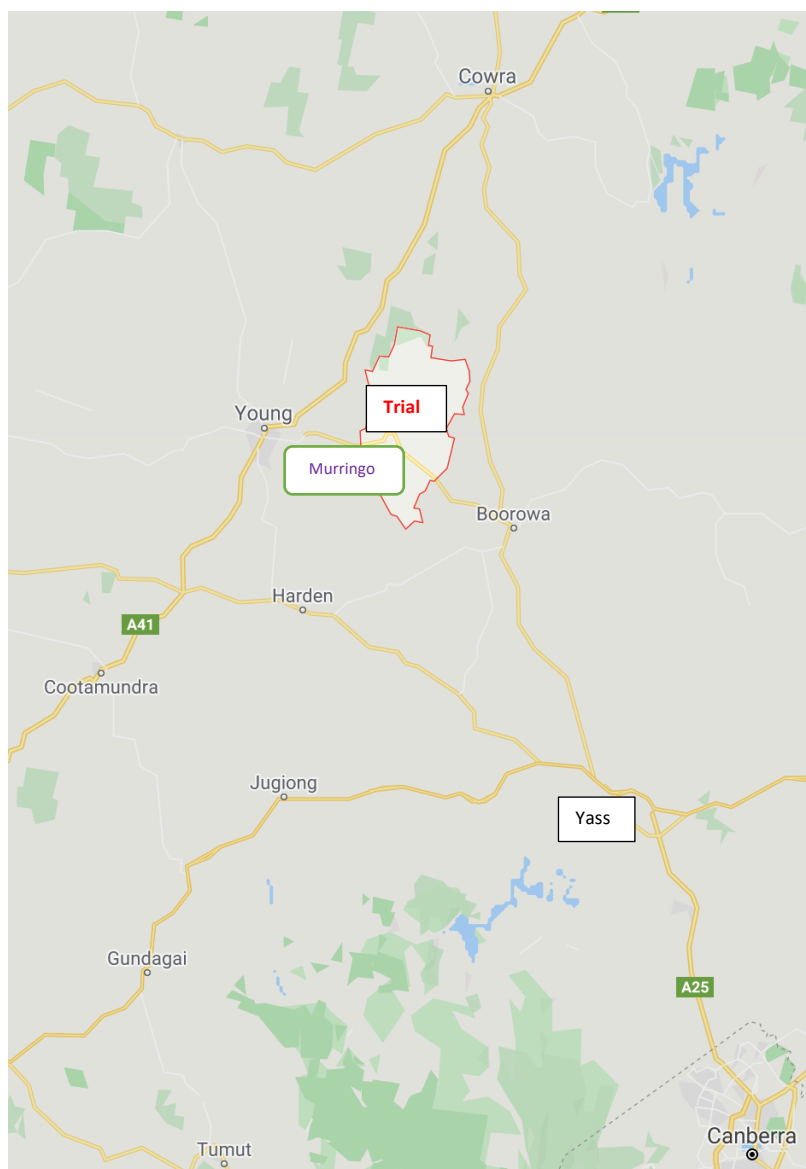 Cowra
Trial
Young
Murringo
Boorowa
Harden
A41
Cootamundra
Jugiong
Yass
Gundagai
A25
Canberra
Tumut